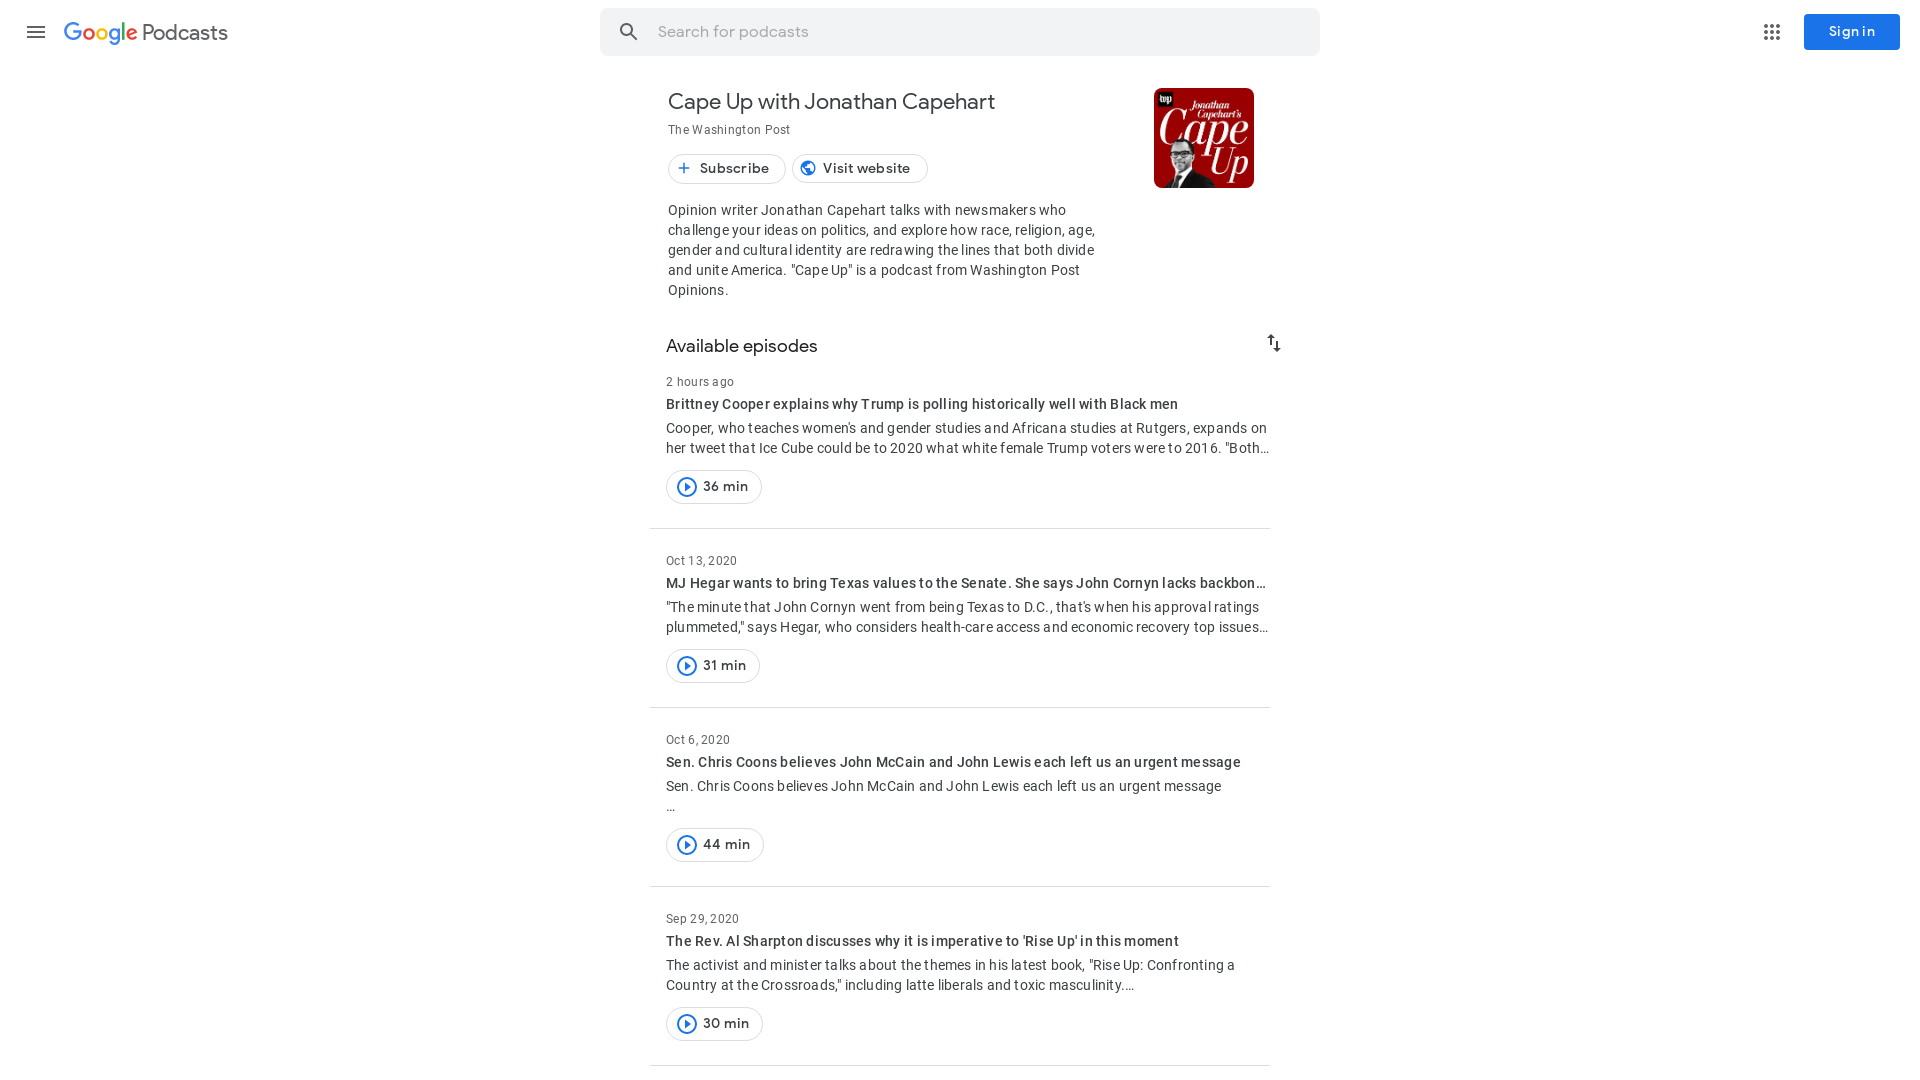 Google Podcasts
Search for podcasts
Sign in
Cape Up with Jonathan Capehart
The Washington Post
Subscribe
Visit website
wp
Jonathan
Capehart's
Cape
Up
Opinion writer Jonathan Capehart talks with newsmakers who
challenge your ideas on politics, and explore how race, religion, age,
gender and cultural identity are redrawing the lines that both divide
and unite America. "Cape Up" is a podcast from Washington Post
Opinions.
Available episodes
2 hours ago
Brittney Cooper explains why Trump is polling historically well with Black men
Cooper, who teaches women's and gender studies and Africana studies at Rutgers, expands on
her tweet that Ice Cube could be to 2020 what white female Trump voters were to 2016. "Both...
36 min
Oct 13, 2020
MJ Hegar wants to bring Texas values to the Senate. She says John Cornyn lacks backbon...
"The minute that John Cornyn went from being Texas to D.C., that's when his approval ratings
plummeted," says Hegar, who considers health-care access and economic recovery top issues...
31 min
Oct 6, 2020
Sen. Chris Coons believes John McCain and John Lewis each left us an urgent message
Sen. Chris Coons believes John McCain and John Lewis each left us an urgent message
...
44 min
Sep 29, 2020
The Rev. Al Sharpton discusses why it is imperative to 'Rise Up' in this moment
The activist and minister talks about the themes in his latest book, "Rise Up: Confronting a
Country at the Crossroads," including latte liberals and toxic masculinity....
30 min